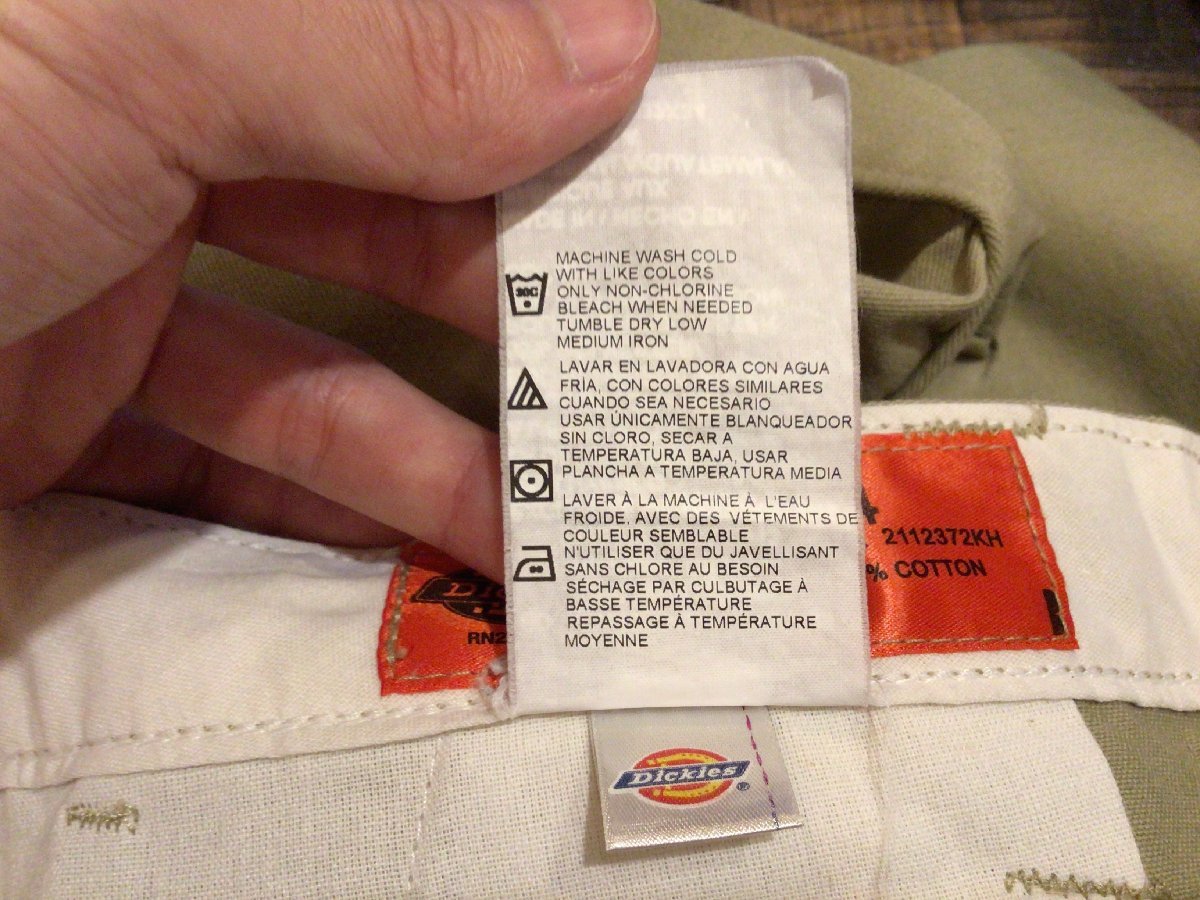 MACHINE WASH COLD
WITH LIKE COLORS
ONLY NON-CHLORINE
BLEACH WHEN NEEDED
TUMBLE DRY LOW
MEDIUM IRON
30C
LAVAR EN LAVADORA CON AGUA
FRÍA, CON COLORES SIMILARES
CUANDO SEA NECESARIO
USAR ÚNICAMENTE BLANQUEADOR
SIN CLORO, SECAR A
TEMPERATURA BAJA, USAR
PLANCHA A TEMPERATURA MEDIA
LAVER À LA MACHINE À L'EAU
FROIDE, AVEC DES VÉTEMENTS DE
COULEUR SEMBLABLE
N'UTILISER QUE DU JAVELLISANT
SANS CHLORE AU BESOIN
SÉCHAGE PAR CULBUTAGE À
BASSE TEMPÉRATURE
REPASSAGE À TEMPÉRATURE
MOYENNE
2112372KH
% COTTON
RN2
Dickies®